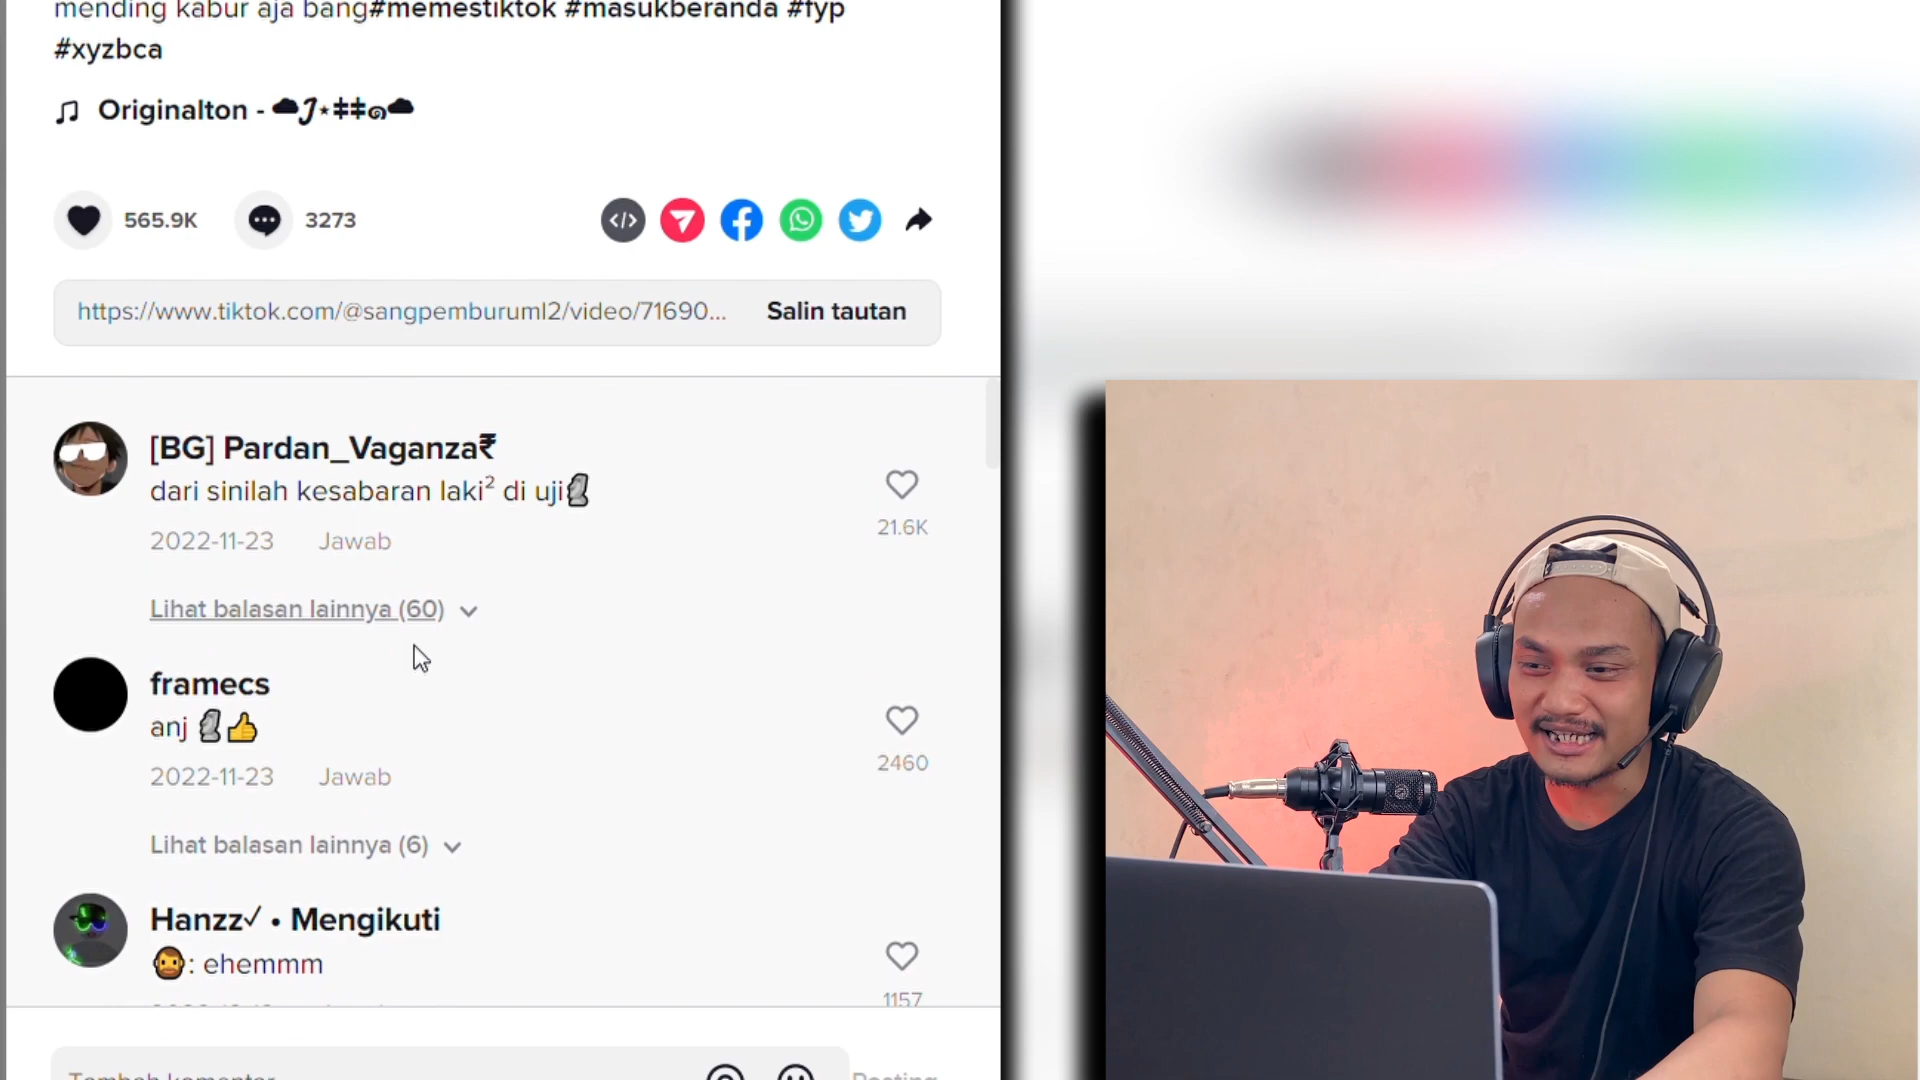 mending kabur aja bang#memestiktok #masukberanda #fyp
#xyzbca
Originalton -
565.9K 3273
https://www.tiktok.com/@sangpemburuml2/video/71690... Salin tautan
[BG] Pardan_Vaganza₹
dari sinilah kesabaran laki² di uji🗿
21.6K
2022-11-23 Jawab
Lihat balasan lainnya (60)
framecs
anj 🗿👍
2460
2022-11-23 Jawab
Lihat balasan lainnya (6)
Hanzz✓ • Mengikuti
: ehemmm
1157